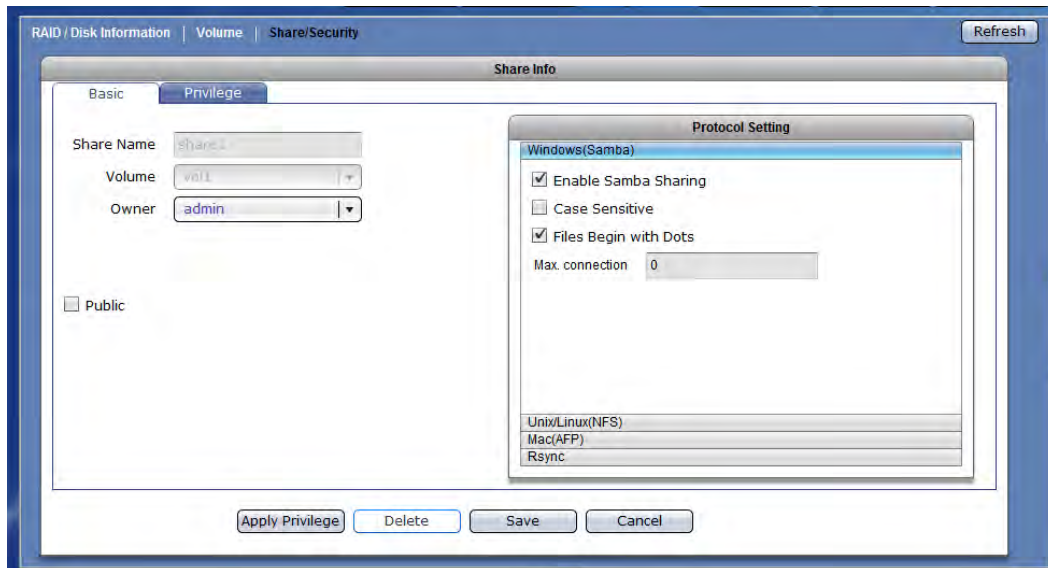 RAID / Disk Information | Volume | Share/Security
Refresh
Share Info
Basic
Privilege
Share Name share1
Volume vol1
Owner admin
Public
Protocol Setting
Windows(Samba)
Enable Samba Sharing
Case Sensitive
Files Begin with Dots
Max. connection 0
Unix/Linux(NFS)
Mac(AFP)
Rsync
Apply Privilege
Delete
Save
Cancel